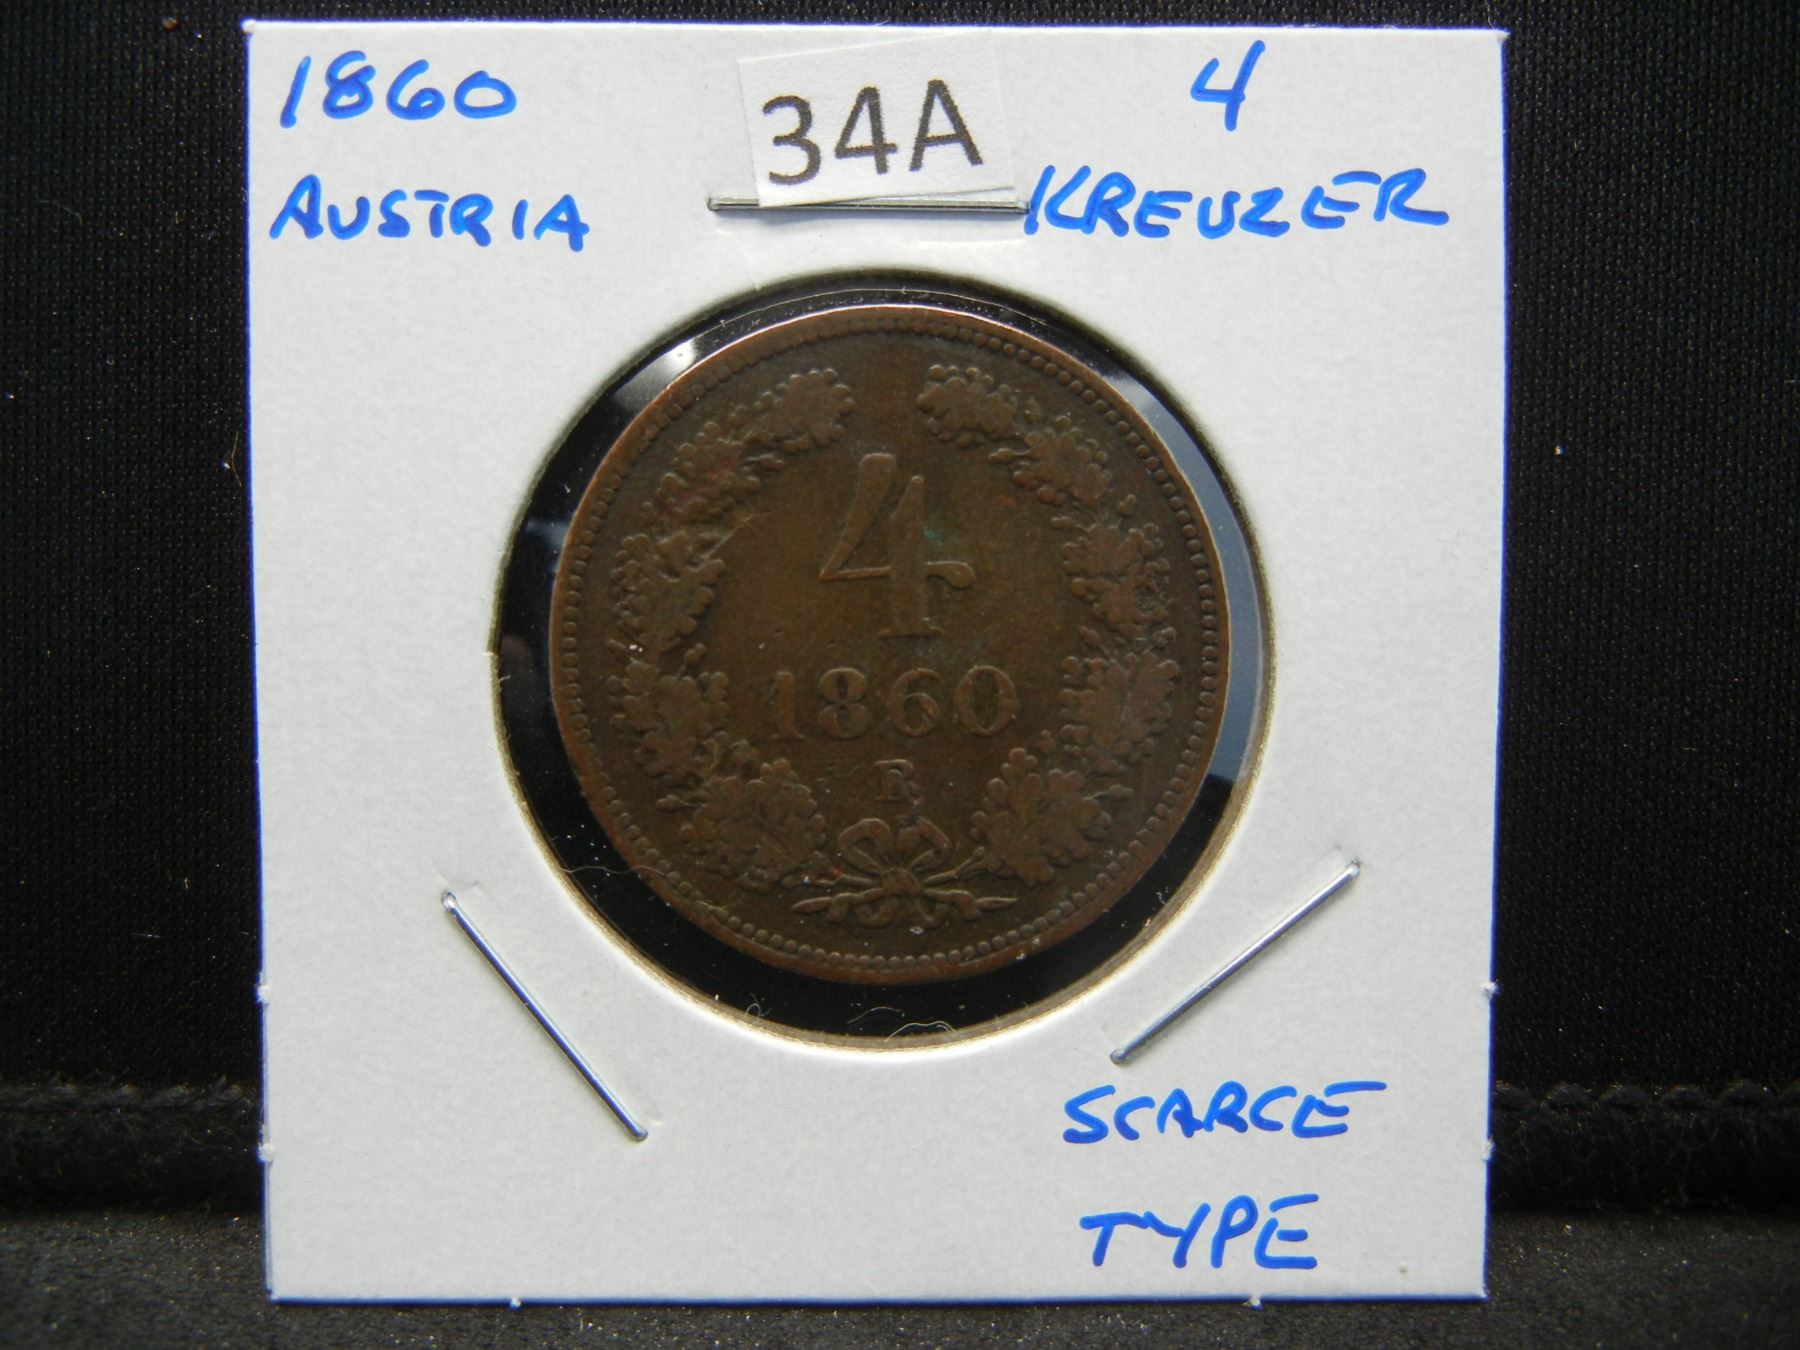 1860
34A
4
AUSTRIA
KREUZER
4
1860
B
SCARCE
TYPE